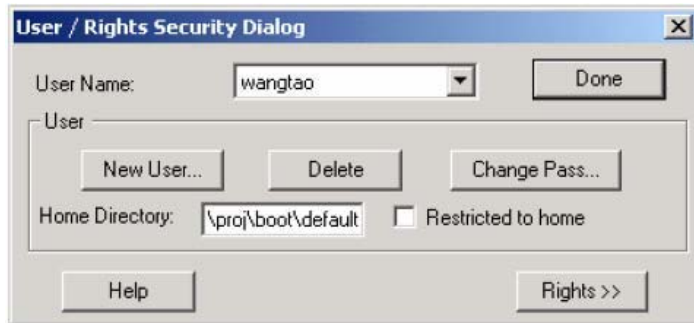 User / Rights Security Dialog
User Name: wangtao Done
User
New User... Delete Change Pass...
Home Directory: \proj\boot\default Restricted to home
Help Rights >>